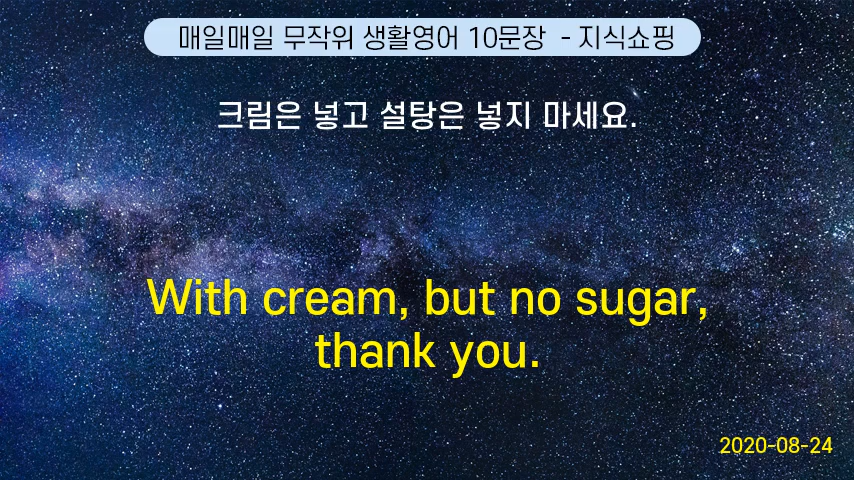 매일매일 무작위 생활영어 10문장 - 지식쇼핑
크림은 넣고 설탕은 넣지 마세요.
With cream, but no sugar,
thank you.
2020-08-24